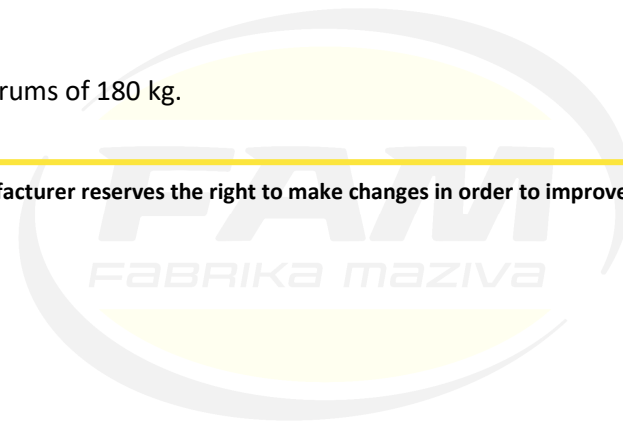 rums of 180 kg.
facturer reserves the right to make changes in order to improve
FAM
FABRIKA MAZIVA